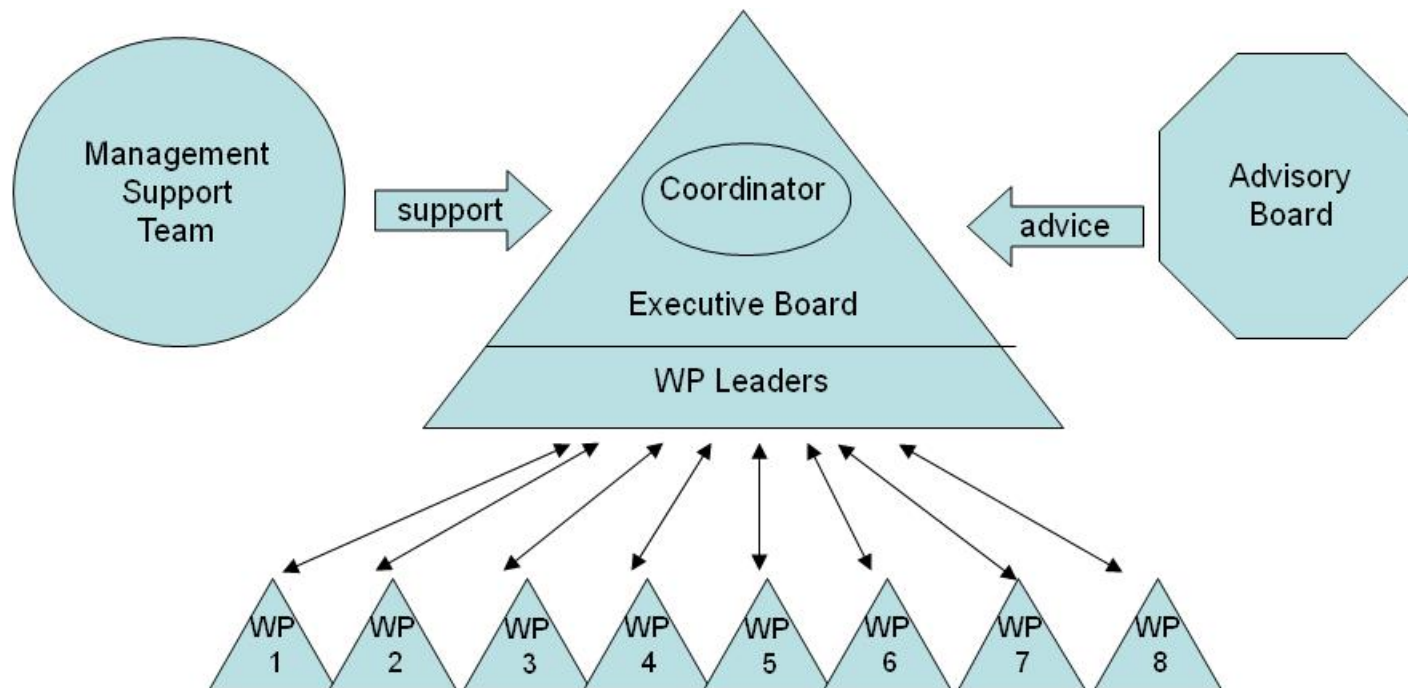 Management
Support
Team
support
Coordinator
Executive Board
WP Leaders
advice
Advisory
Board
WP
1
WP
2
WP
3
WP
4
WP
5
WP
6
WP
7
WP
8